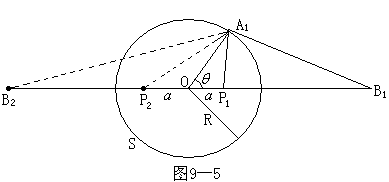 A₁
O θ
B₂ P₂ a a P₁ B₁
R
S
图9—5